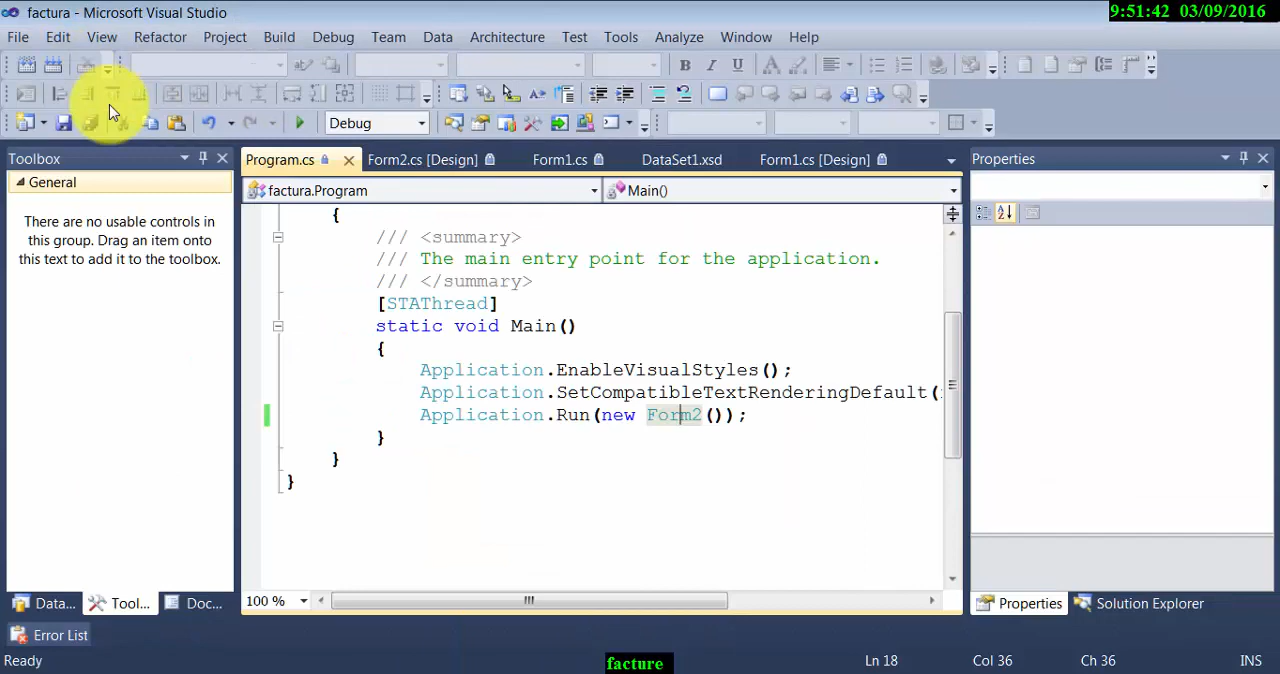 factura - Microsoft Visual Studio
9:51:42 03/09/2016
File Edit View Refactor Project Build Debug Team Data Architecture Test Tools Analyze Window Help
B I U
Debug
Toolbox
General
There are no usable controls in
this group. Drag an item onto
this text to add it to the toolbox.
Program.cs Form2.cs [Design] Form1.cs DataSet1.xsd Form1.cs [Design]
factura.Program Main()
{
/// <summary>
/// The main entry point for the application.
/// </summary>
[STAThread]
static void Main()
{
Application.EnableVisualStyles();
Application.SetCompatibleTextRenderingDefault(
Application.Run(new Form2());
}
}
}
Properties
100 %
Data... Tool... Doc...
Properties Solution Explorer
Error List
Ready
facture
Ln 18 Col 36 Ch 36 INS